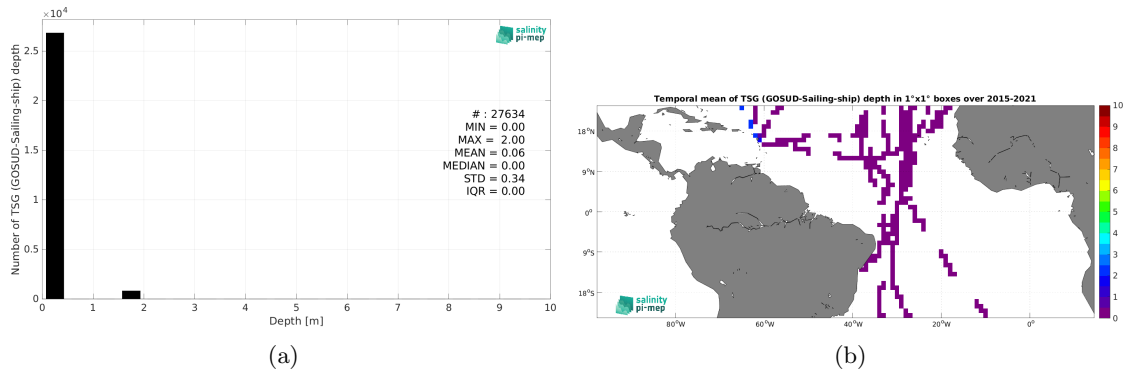 ×10⁴
2.5
2
1.5
1
0.5
0
Number of TSG (GOSUD-Sailing-ship) depth
salinity
pi-mep
# : 27634
MIN = 0.00
MAX = 2.00
MEAN = 0.06
MEDIAN = 0.00
STD = 0.34
IQR = 0.00
0 1 2 3 4 5 6 7 8 9 10
Depth [m]
(a)
Temporal mean of TSG (GOSUD-Sailing-ship) depth in 1°x1° boxes over 2015-2021
18°N
9°N
0°
9°S
18°S
salinity
pi-mep
80°W 60°W 40°W 20°W 0°
10
9
8
7
6
5
4
3
2
1
0
(b)